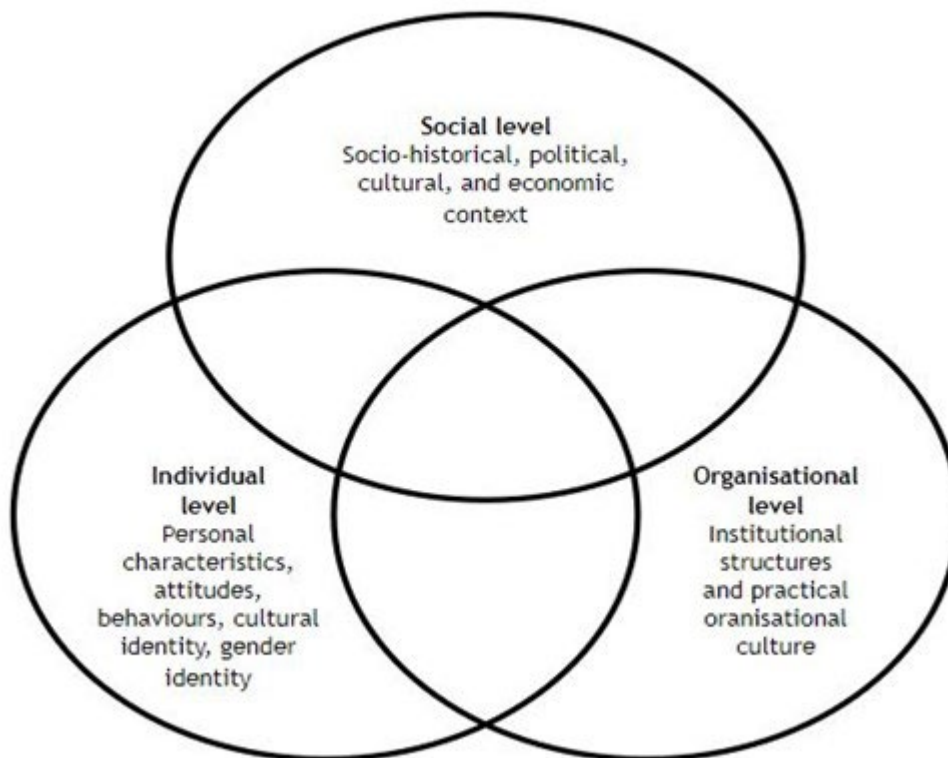 Social level
Socio-historical, political,
cultural, and economic
context
Individual
level
Personal
characteristics,
attitudes,
behaviours, cultural
identity, gender
identity
Organisational
level
Institutional
structures
and practical
oranisational
culture